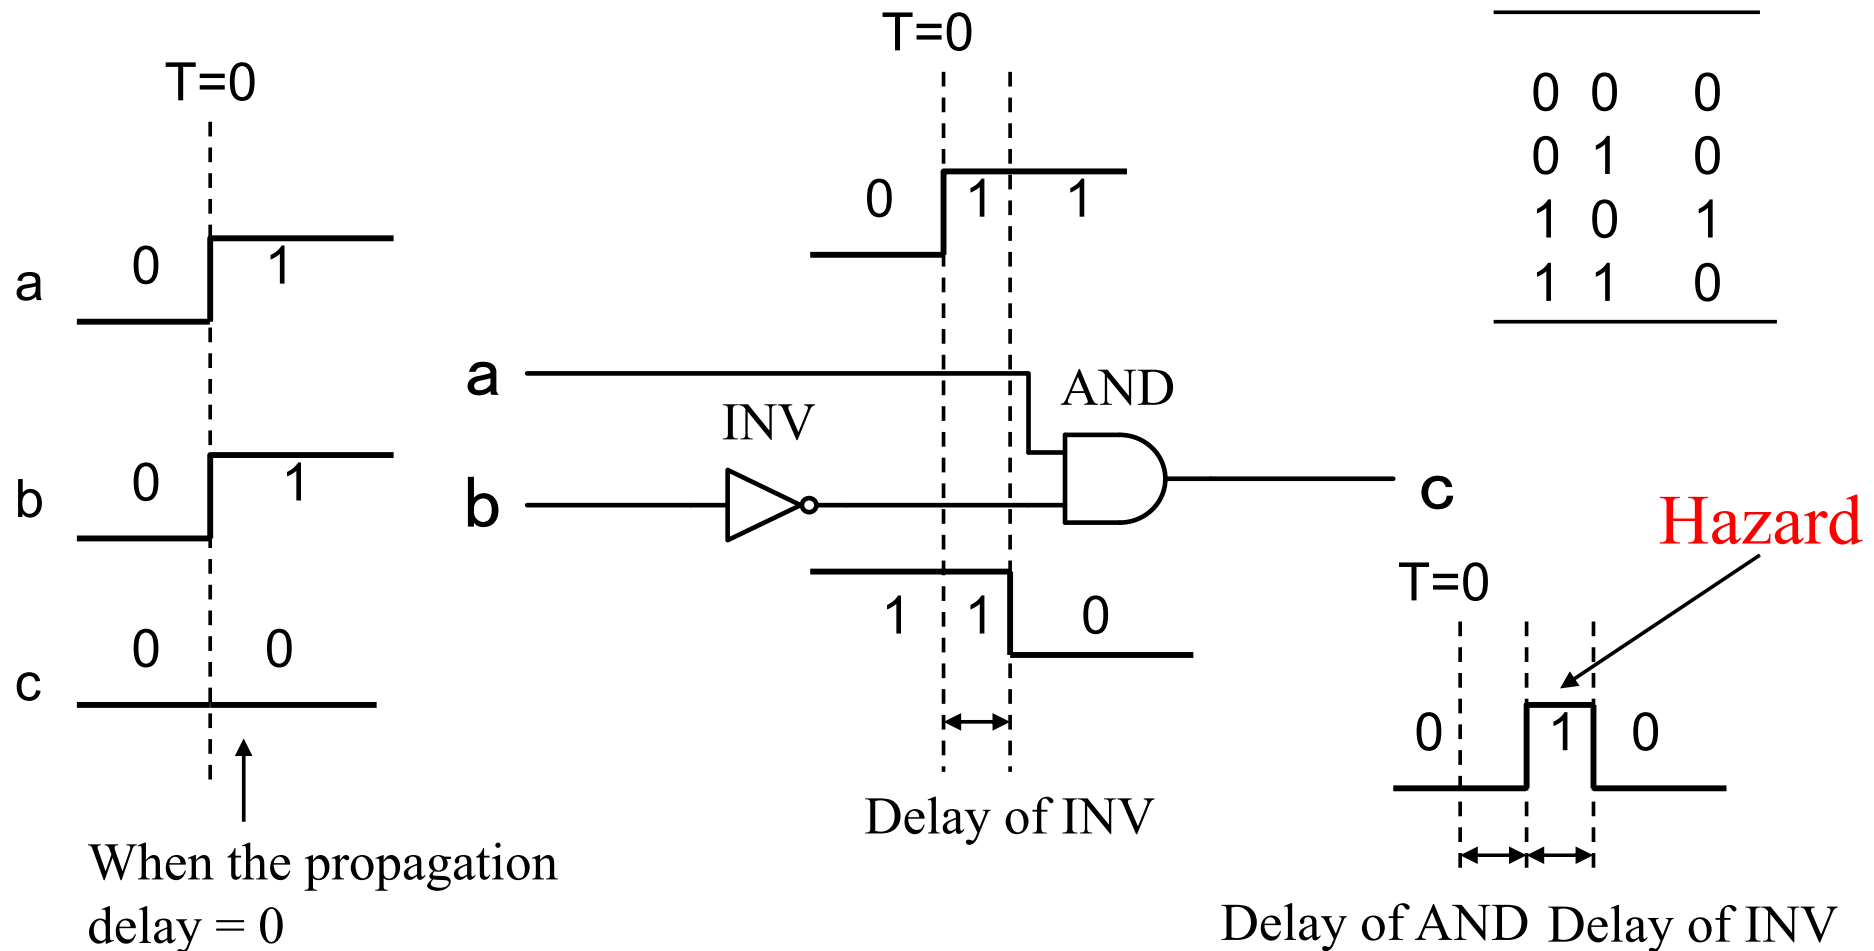 T=0
0 1
a
0 1
b
0 0
c
When the propagation
delay = 0
T=0
0 1 1
a
INV
AND
b
c
1 1 0
Delay of INV
0 0 0
0 1 0
1 0 1
1 1 0
Hazard
T=0
0 1 0
Delay of AND Delay of INV